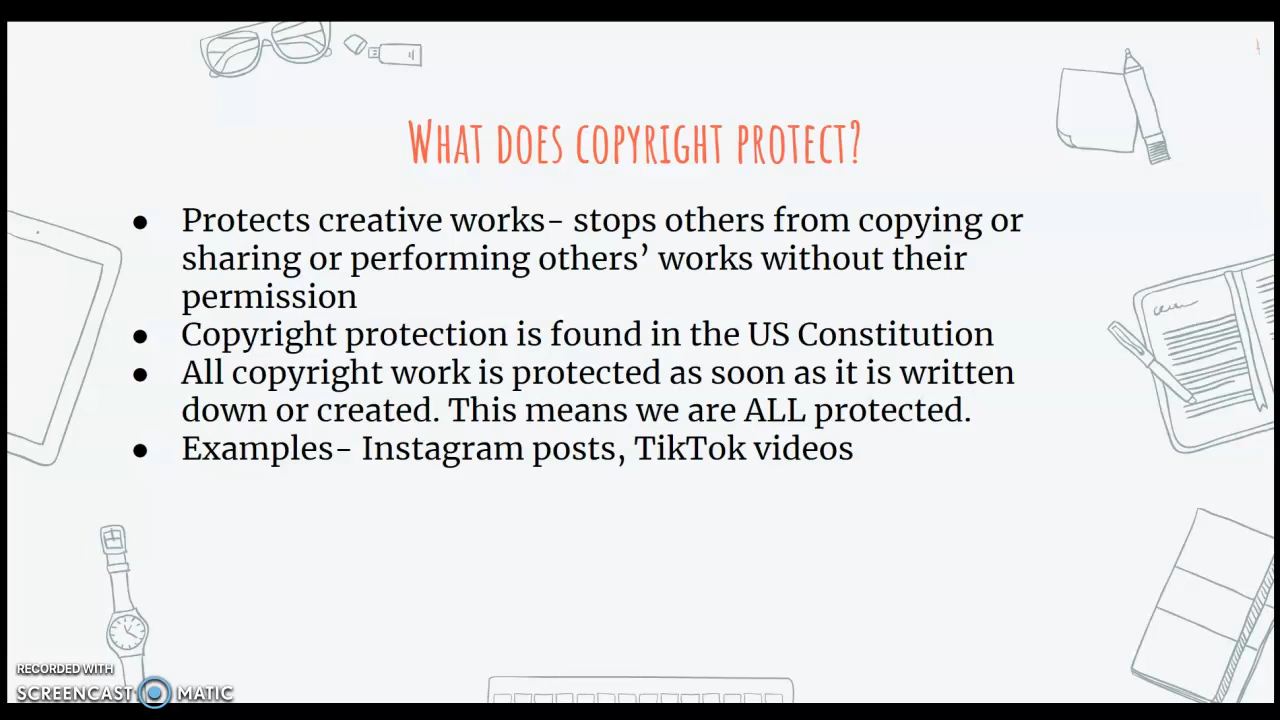 What does copyright protect?
● Protects creative works- stops others from copying or
sharing or performing others’ works without their
permission
● Copyright protection is found in the US Constitution
● All copyright work is protected as soon as it is written
down or created. This means we are ALL protected.
● Examples- Instagram posts, TikTok videos
RECORDED WITH
SCREENCAST MATIC